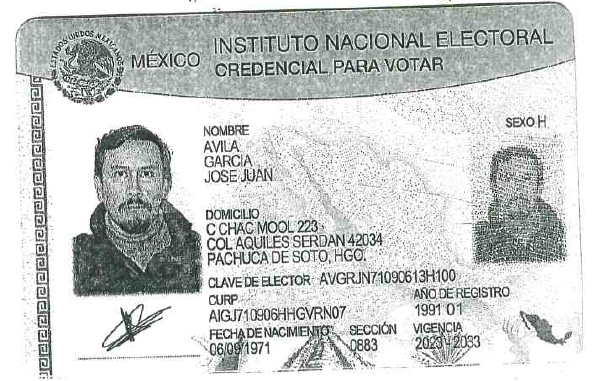 ESTADOS UNIDOS MEXICANOS
MÉXICO
INSTITUTO NACIONAL ELECTORAL
CREDENCIAL PARA VOTAR
SEXO H
NOMBRE
AVILA
GARCIA
JOSE JUAN
DOMICILIO
C CHAC MOOL 223
COL AQUILES SERDAN 42034
PACHUCA DE SOTO, HGO.
CLAVE DE ELECTOR AVGRJN71090613H100
CURP
AIGJ710906HHGVRN07
AÑO DE REGISTRO
1991 01
FECHA DE NACIMIENTO
06/09/1971
SECCIÓN
0883
VIGENCIA
2023 - 2033